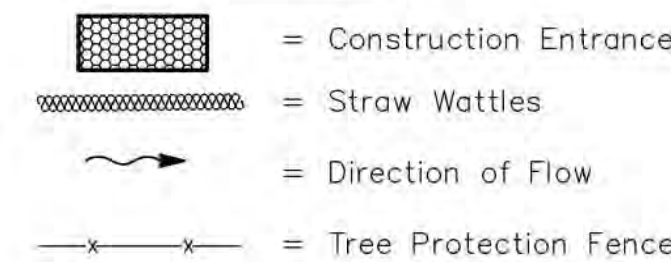 = Construction Entrance
= Straw Wattles
= Direction of Flow
x x = Tree Protection Fence